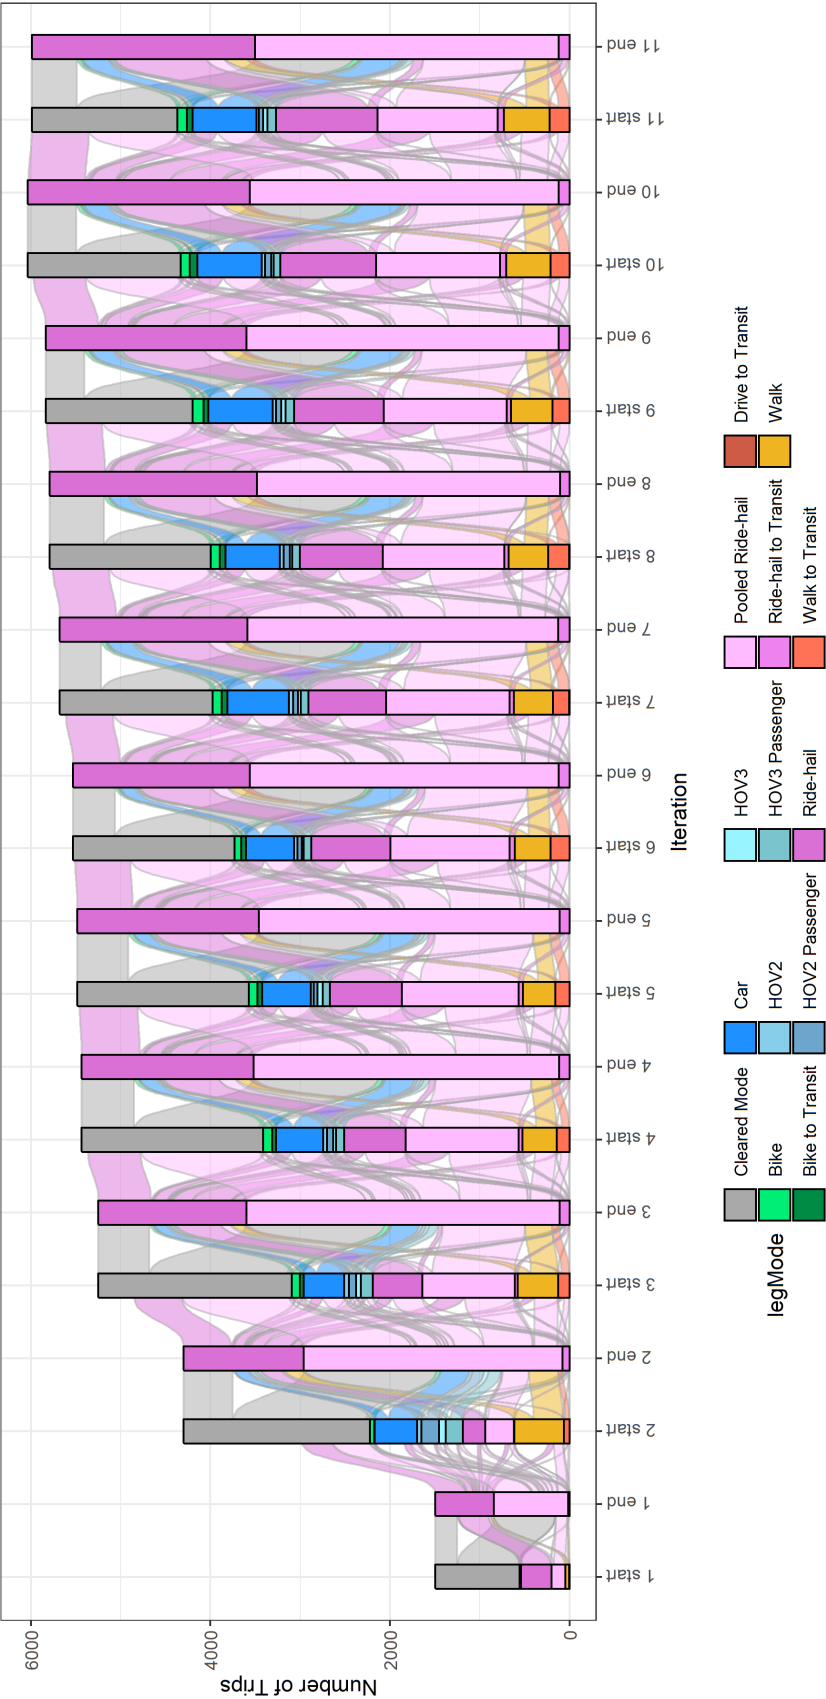 6000
4000
2000
0
Number of Trips
1 start
1 end
2 start
2 end
3 start
3 end
4 start
4 end
5 start
5 end
6 start
6 end
7 start
7 end
8 start
8 end
9 start
9 end
10 start
10 end
11 start
11 end
Iteration
legMode
Cleared Mode
Bike
Bike to Transit
Car
HOV2
HOV2 Passenger
HOV3
HOV3 Passenger
Ride-hail
Pooled Ride-hail
Ride-hail to Transit
Walk to Transit
Drive to Transit
Walk